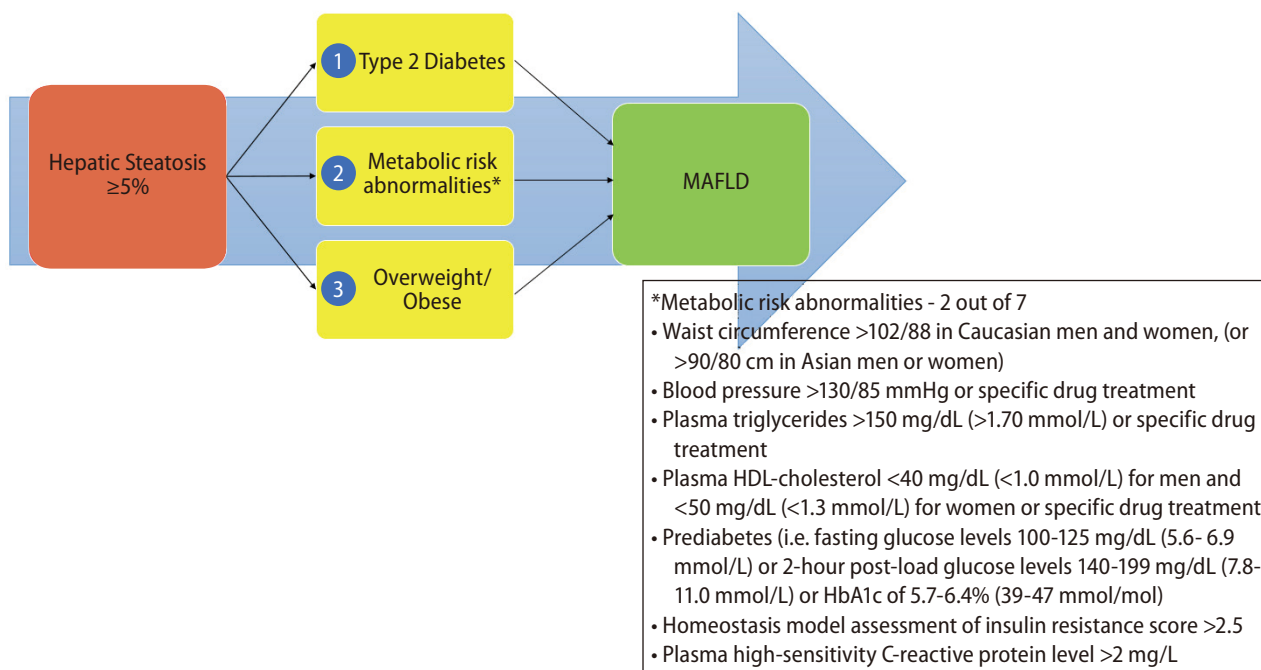 1 Type 2 Diabetes
Hepatic Steatosis
≥5%
2 Metabolic risk
abnormalities*
MAFLD
3 Overweight/
Obese
*Metabolic risk abnormalities - 2 out of 7
• Waist circumference >102/88 in Caucasian men and women, (or
>90/80 cm in Asian men or women)
• Blood pressure >130/85 mmHg or specific drug treatment
• Plasma triglycerides >150 mg/dL (>1.70 mmol/L) or specific drug
treatment
• Plasma HDL-cholesterol <40 mg/dL (<1.0 mmol/L) for men and
<50 mg/dL (<1.3 mmol/L) for women or specific drug treatment
• Prediabetes (i.e. fasting glucose levels 100-125 mg/dL (5.6- 6.9
mmol/L) or 2-hour post-load glucose levels 140-199 mg/dL (7.8-
11.0 mmol/L) or HbA1c of 5.7-6.4% (39-47 mmol/mol)
• Homeostasis model assessment of insulin resistance score >2.5
• Plasma high-sensitivity C-reactive protein level >2 mg/L